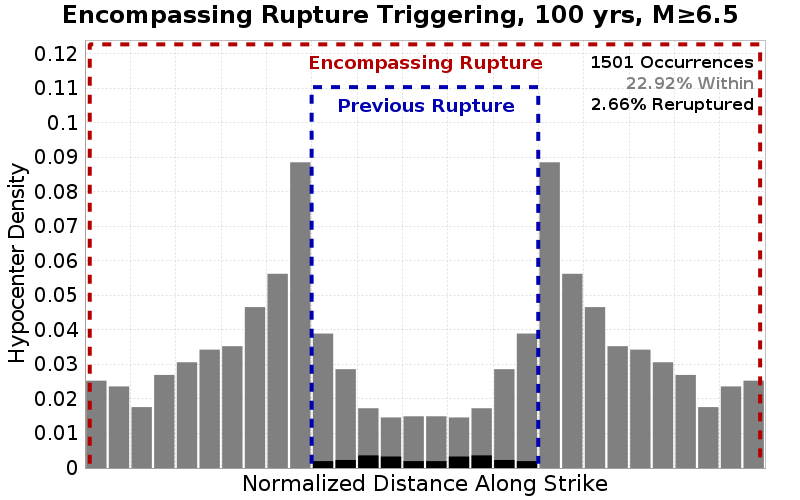 Encompassing Rupture Triggering, 100 yrs, M≥6.5
Encompassing Rupture
Previous Rupture
1501 Occurrences
22.92% Within
2.66% Reruptured
Hypocenter Density
0.12
0.11
0.1
0.09
0.08
0.07
0.06
0.05
0.04
0.03
0.02
0.01
0
Normalized Distance Along Strike